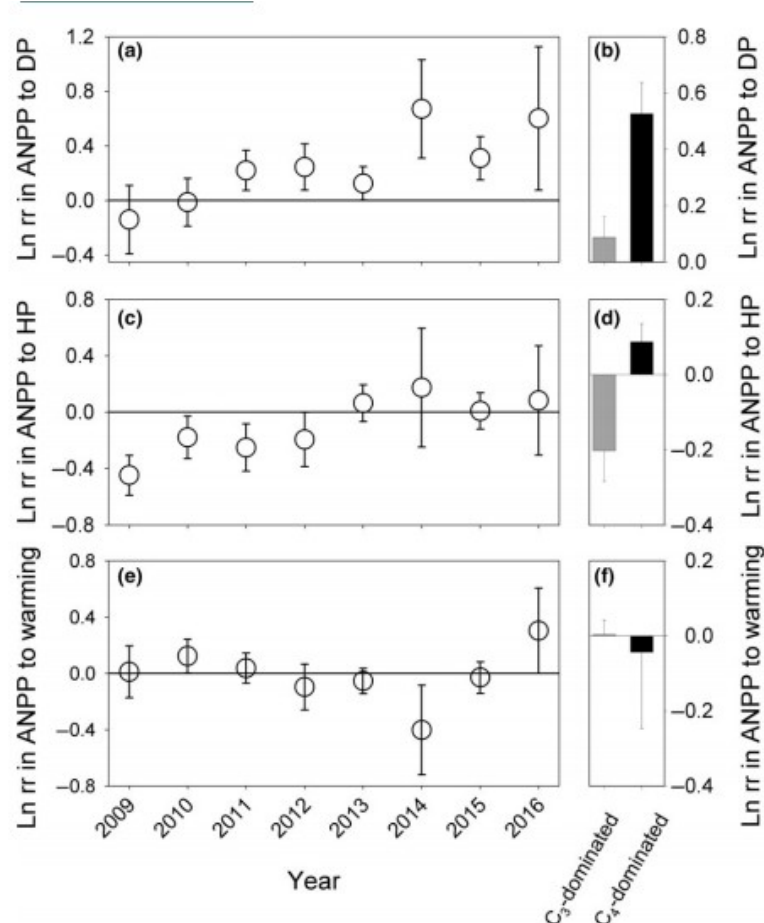 Ln rr in ANPP to DP
1.2
0.8
0.4
0.0
–0.4
(a)
(b)
0.8
0.6
0.4
0.2
0.0
Ln rr in ANPP to DP
Ln rr in ANPP to HP
0.8
0.4
0.0
–0.4
–0.8
(c)
(d)
0.2
0.0
–0.2
–0.4
Ln rr in ANPP to HP
Ln rr in ANPP to warming
0.8
0.4
0.0
–0.4
–0.8
(e)
(f)
0.2
0.0
–0.2
–0.4
Ln rr in ANPP to warming
2009
2010
2011
2012
2013
2014
2015
2016
Year
C₃-dominated
C₄-dominated